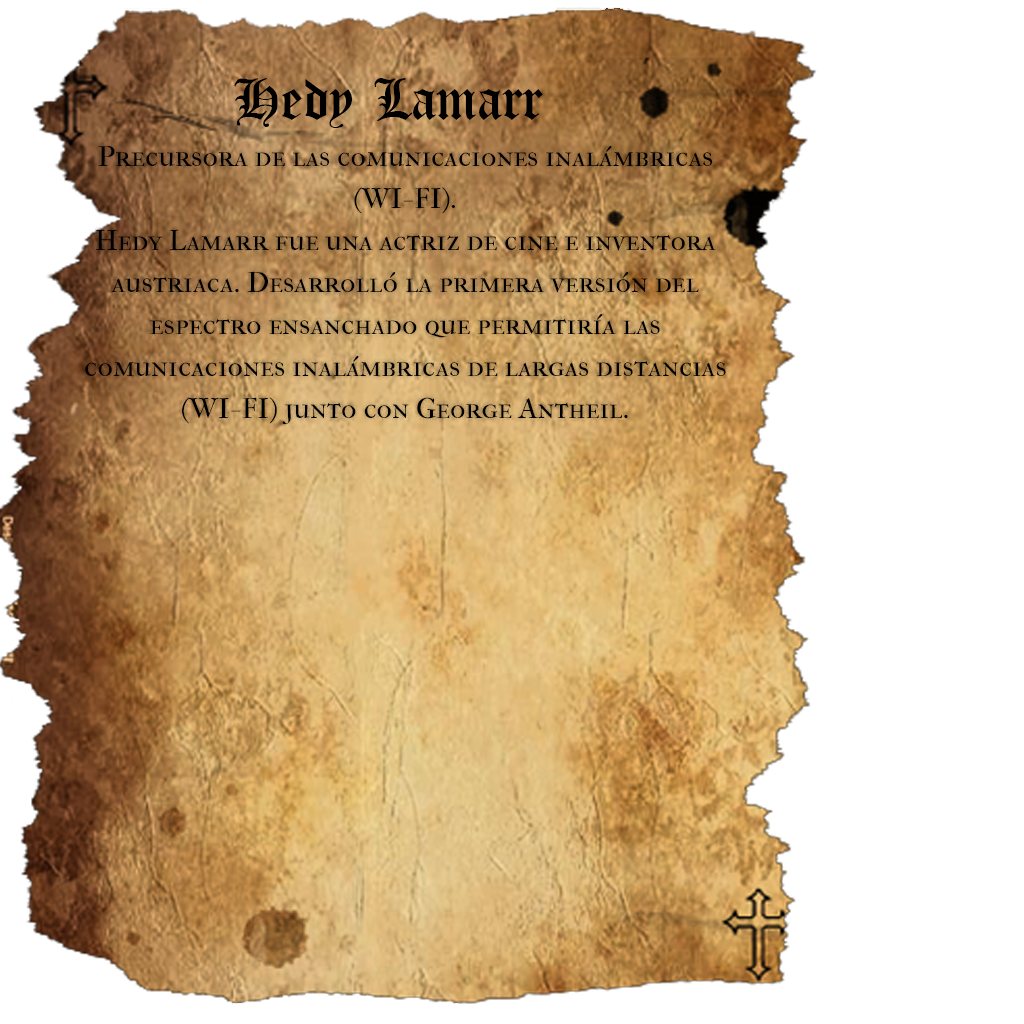 Hedy Lamarr
Precursora de las comunicaciones inalámbricas
(WI-FI).
Hedy Lamarr fue una actriz de cine e inventora
austriaca. Desarrolló la primera versión del
espectro ensanchado que permitiría las
comunicaciones inalámbricas de largas distancias
(WI-FI) junto con George Antheil.